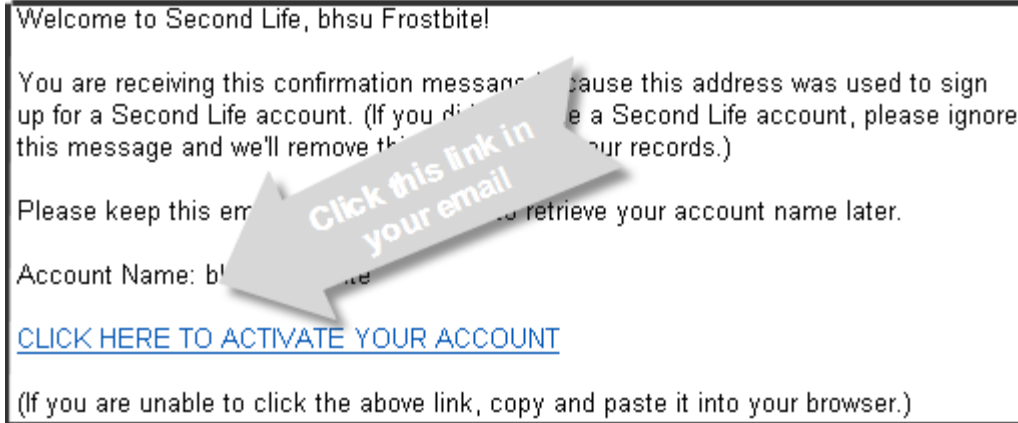 Welcome to Second Life, bhsu Frostbite!
You are receiving this confirmation message because this address was used to sign
up for a Second Life account. (If you di e a Second Life account, please ignore
this message and we'll remove th ur records.)
Click this link in
your email
Please keep this em to retrieve your account name later.
Account Name: b te
CLICK HERE TO ACTIVATE YOUR ACCOUNT
(If you are unable to click the above link, copy and paste it into your browser.)